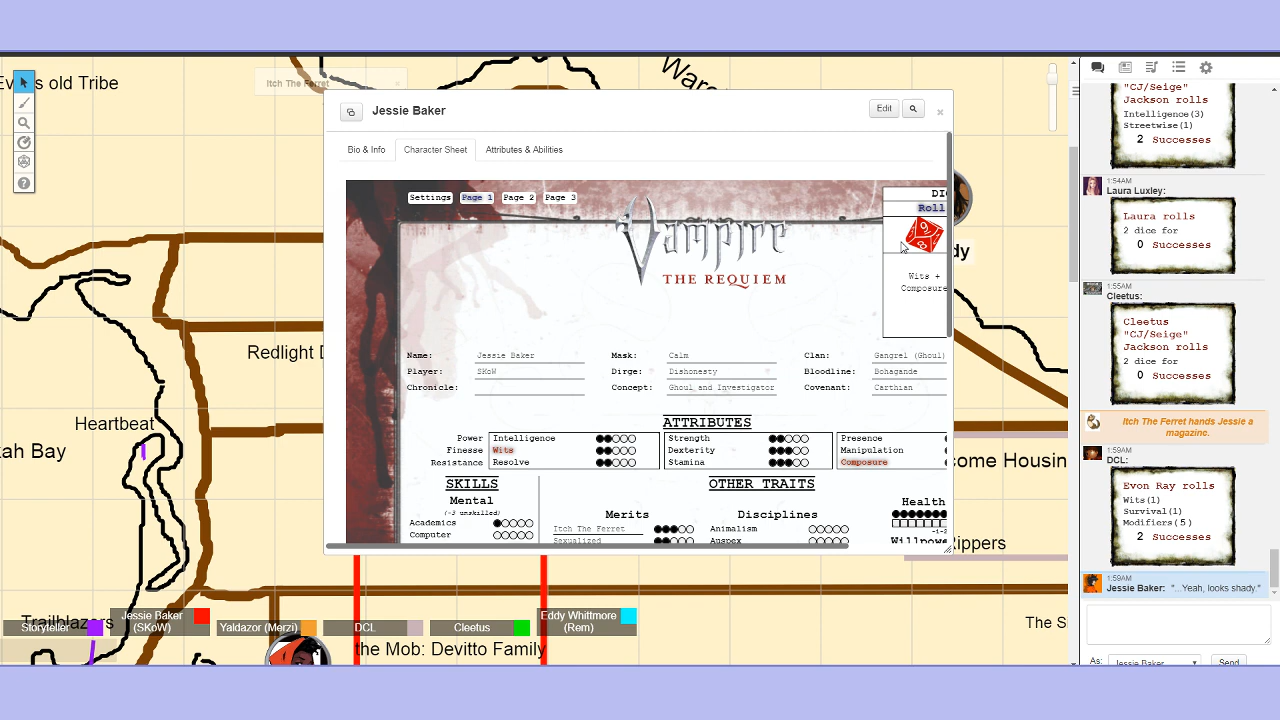 s old Tribe
Itch The Ferret
Jessie Baker
Edit
Bio & Info
Character Sheet
Attributes & Abilities
Settings
Page 1
Page 2
Page 3
Roll
Vampire
THE REQUIEM
Wits +
Composure
Name:
Jessie Baker
Mask:
Calm
Clan:
Gangrel (Ghoul)
Player:
SKoW
Dirge:
Dishonesty
Bloodline:
Bohagande
Chronicle:
Concept:
Ghoul and Investigator
Covenant:
Carthian
ATTRIBUTES
Power
Intelligence
Strength
Presence
Finesse
Wits
Dexterity
Manipulation
Resistance
Resolve
Stamina
Composure
SKILLS
OTHER TRAITS
Mental
(-3 unskilled)
Merits
Disciplines
Health
Academics
Itch The Ferret
Animalism
Computer
Sexualized
Auspex
Redlight D
Heartbeat
kah Bay
Trailblazers
come Housin
Rippers
The S
the Mob: Devitto Family
Storyteller
Jessie Baker
(SKoW)
Yaldazor (Merzi)
DCL
Cleetus
Eddy Whittmore
(Rem)
"CJ/Seige"
Jackson rolls
Intelligence(3)
Streetwise(1)
2 Successes
1:54AM
Laura Luxley:
Laura rolls
2 dice for
0 Successes
1:55AM
Cleetus:
Cleetus
"CJ/Seige"
Jackson rolls
2 dice for
0 Successes
Itch The Ferret hands Jessie a
magazine.
1:59AM
DCL:
Evon Ray rolls
Wits(1)
Survival(1)
Modifiers(5)
2 Successes
1:59AM
Jessie Baker: "...Yeah, looks shady."
As:
Jessie Baker
Send